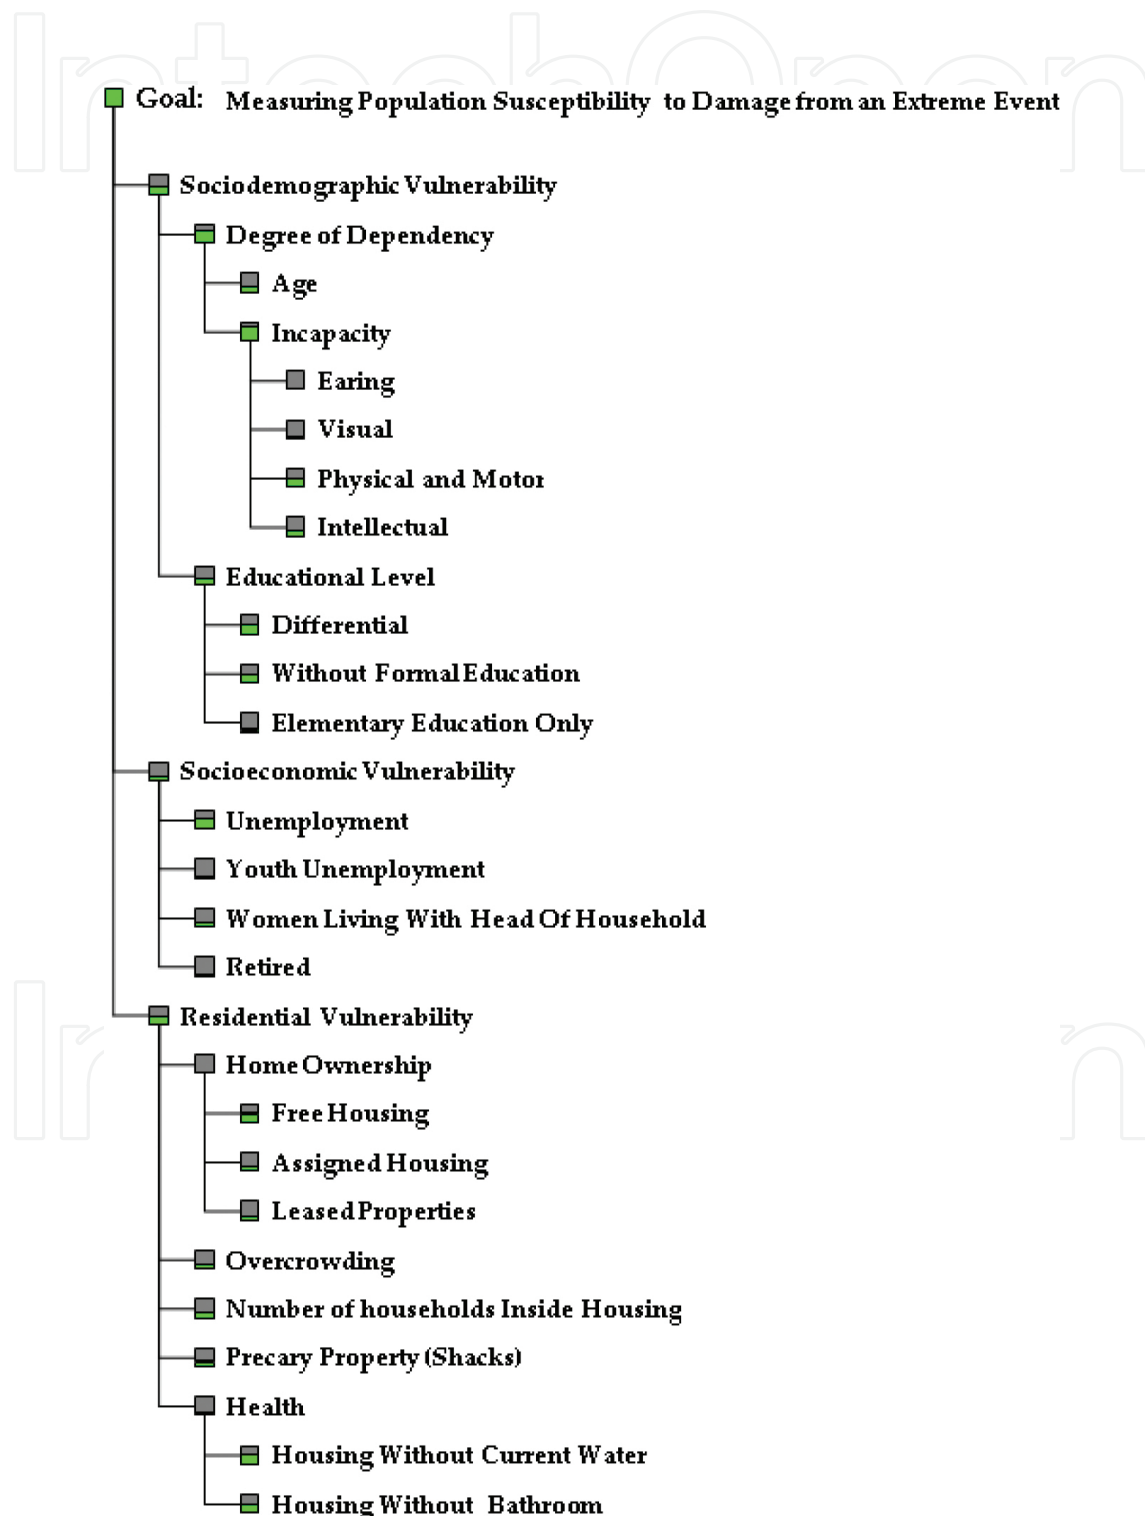 IntechOpen
Goal: Measuring Population Susceptibility to Damage from an Extreme Event
Sociodemographic Vulnerability
Degree of Dependency
Age
Incapacity
Earing
Visual
Physical and Motor
Intellectual
Educational Level
Differential
Without Formal Education
Elementary Education Only
Socioeconomic Vulnerability
Unemployment
Youth Unemployment
Women Living With Head Of Household
Retired
Residential Vulnerability
Home Ownership
Free Housing
Assigned Housing
Leased Properties
Overcrowding
Number of households Inside Housing
Precary Property (Shacks)
Health
Housing Without Current Water
Housing Without Bathroom